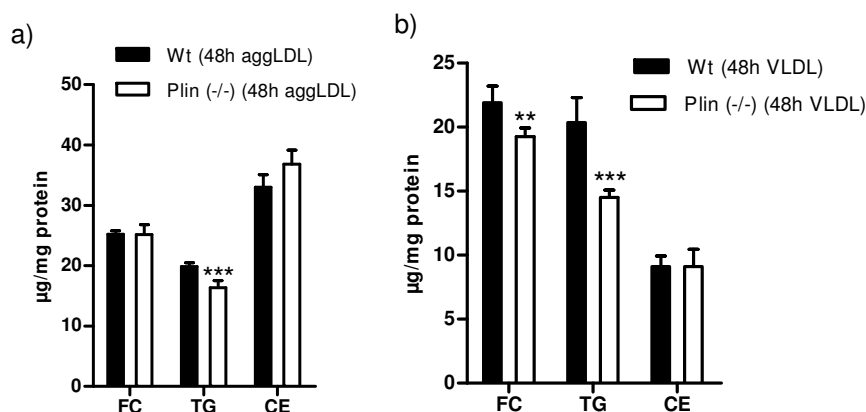 a)
Wt (48h aggLDL)
Plin (-/-) (48h aggLDL)
µg/mg protein
50
40
30
20
10
0
***
FC
TG
CE
b)
Wt (48h VLDL)
Plin (-/-) (48h VLDL)
µg/mg protein
25
20
15
10
5
0
**
***
FC
TG
CE